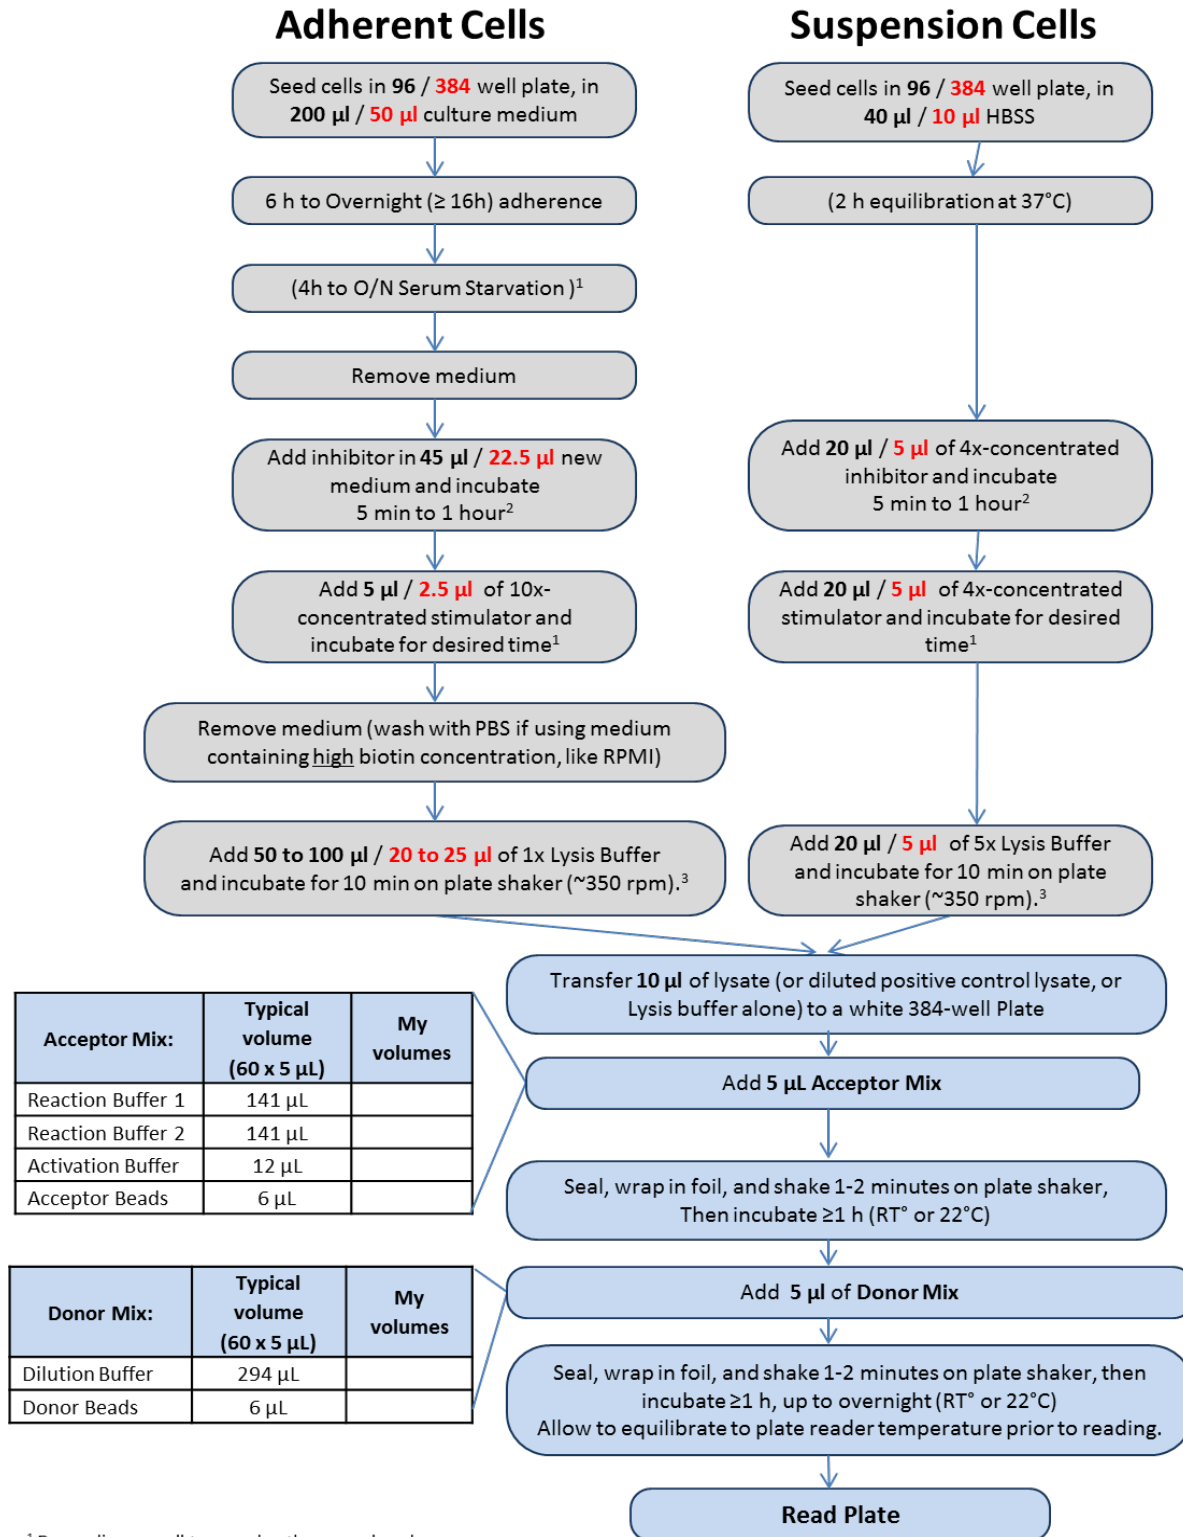 Adherent Cells
Seed cells in 96 / 384 well plate, in
200 µl / 50 µl culture medium
6 h to Overnight (≥ 16h) adherence
(4h to O/N Serum Starvation )1
Remove medium
Add inhibitor in 45 µl / 22.5 µl new
medium and incubate
5 min to 1 hour2
Add 5 µl / 2.5 µl of 10x-
concentrated stimulator and
incubate for desired time1
Remove medium (wash with PBS if using medium
containing high biotin concentration, like RPMI)
Add 50 to 100 µl / 20 to 25 µl of 1x Lysis Buffer
and incubate for 10 min on plate shaker (~350 rpm).3
Suspension Cells
Seed cells in 96 / 384 well plate, in
40 µl / 10 µl HBSS
(2 h equilibration at 37°C)
Add 20 µl / 5 µl of 4x-concentrated
inhibitor and incubate
5 min to 1 hour2
Add 20 µl / 5 µl of 4x-concentrated
stimulator and incubate for desired
time1
Add 20 µl / 5 µl of 5x Lysis Buffer
and incubate for 10 min on plate
shaker (~350 rpm).3
Transfer 10 µl of lysate (or diluted positive control lysate, or
Lysis buffer alone) to a white 384-well Plate
Acceptor Mix: Typical volume (60 x 5 µL) My volumes
Reaction Buffer 1 141 µL
Reaction Buffer 2 141 µL
Activation Buffer 12 µL
Acceptor Beads 6 µL
Add 5 µL Acceptor Mix
Seal, wrap in foil, and shake 1-2 minutes on plate shaker,
Then incubate ≥1 h (RT° or 22°C)
Donor Mix: Typical volume (60 x 5 µL) My volumes
Dilution Buffer 294 µL
Donor Beads 6 µL
Add 5 µl of Donor Mix
Seal, wrap in foil, and shake 1-2 minutes on plate shaker, then
incubate ≥1 h, up to overnight (RT° or 22°C)
Allow to equilibrate to plate reader temperature prior to reading.
Read Plate